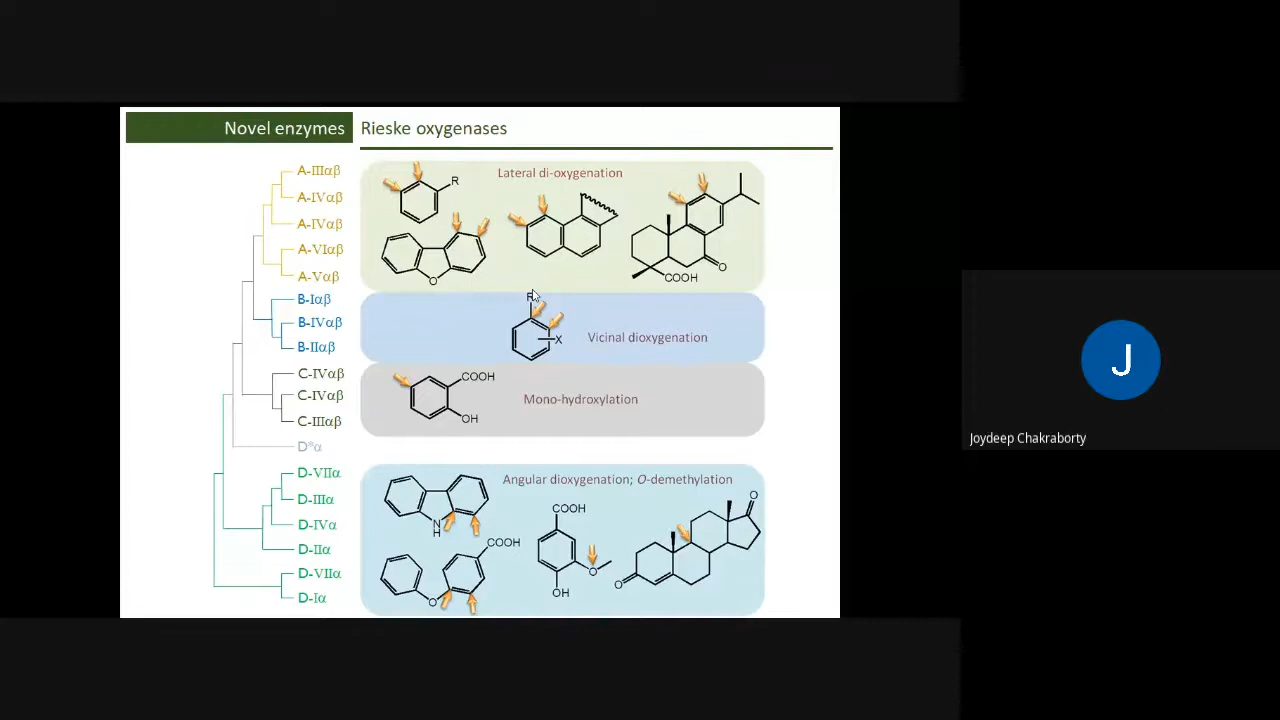 Novel enzymes
Rieske oxygenases
A-IIIαβ
A-IVαβ
A-IVαβ
A-VIαβ
A-Vαβ
B-Iαβ
B-IVαβ
B-IIαβ
C-IVαβ
C-IVαβ
C-IIIαβ
D*α
D-VIIα
D-IIIα
D-IVα
D-IIα
D-VIIα
D-Iα
Lateral di-oxygenation
R
O
COOH
O
R
X
Vicinal dioxygenation
COOH
OH
Mono-hydroxylation
Angular dioxygenation; O-demethylation
N
H
COOH
O
COOH
O
OH
O
O
J
Joydeep Chakraborty